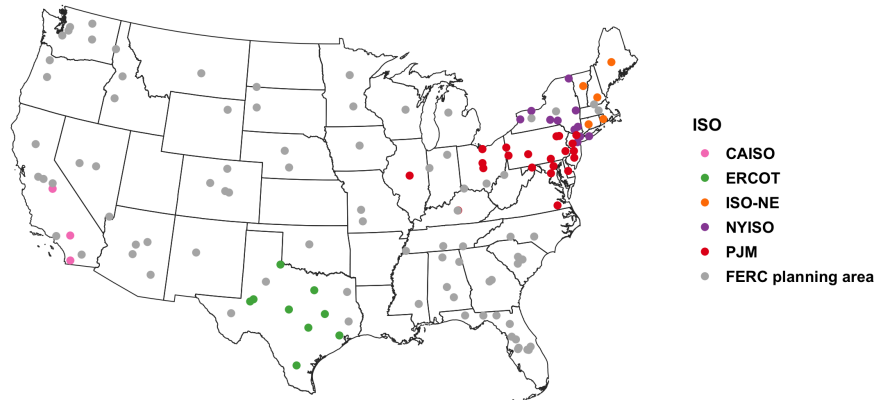 ISO
CAISO
ERCOT
ISO-NE
NYISO
PJM
FERC planning area